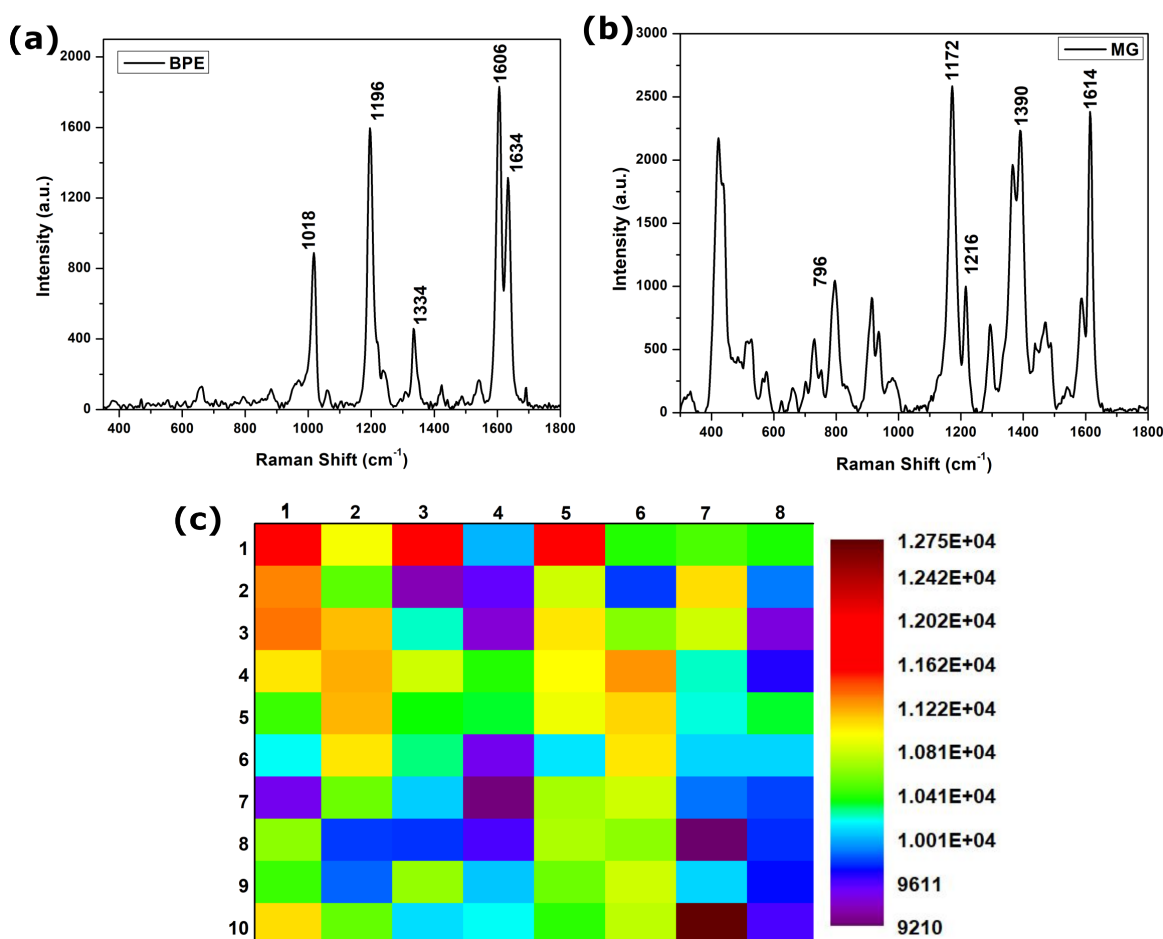 (a)
BPE
2000
1600
1200
800
400
0
400 600 800 1000 1200 1400 1600 1800
Intensity (a.u.)
Raman Shift (cm-1)
1018
1196
1334
1606
1634
(b)
MG
3000
2500
2000
1500
1000
500
0
400 600 800 1000 1200 1400 1600 1800
Intensity (a.u.)
Raman Shift (cm-1)
796
1172
1216
1390
1614
(c)
1 2 3 4 5 6 7 8
1
2
3
4
5
6
7
8
9
10
1.275E+04
1.242E+04
1.202E+04
1.162E+04
1.122E+04
1.081E+04
1.041E+04
1.001E+04
9611
9210